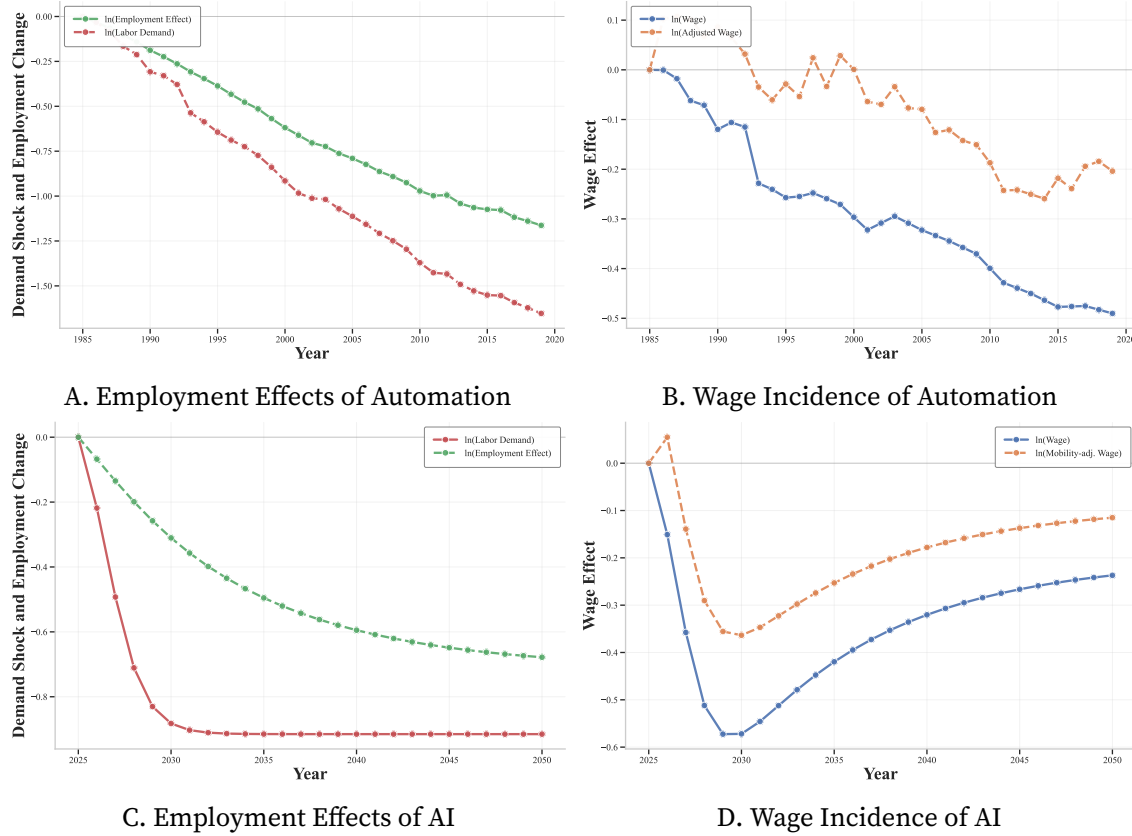 Demand Shock and Employment Change
0.00
−0.25
−0.50
−0.75
−1.00
−1.25
−1.50
ln(Employment Effect)
ln(Labor Demand)
1985 1990 1995 2000 2005 2010 2015 2020
Year
A. Employment Effects of Automation
Wage Effect
0.1
0.0
−0.1
−0.2
−0.3
−0.4
−0.5
ln(Wage)
ln(Adjusted Wage)
1985 1990 1995 2000 2005 2010 2015 2020
Year
B. Wage Incidence of Automation
Demand Shock and Employment Change
0.0
−0.2
−0.4
−0.6
−0.8
ln(Labor Demand)
ln(Employment Effect)
2025 2030 2035 2040 2045 2050
Year
C. Employment Effects of AI
Wage Effect
0.0
−0.1
−0.2
−0.3
−0.4
−0.5
−0.6
ln(Wage)
ln(Mobility-adj. Wage)
2025 2030 2035 2040 2045 2050
Year
D. Wage Incidence of AI